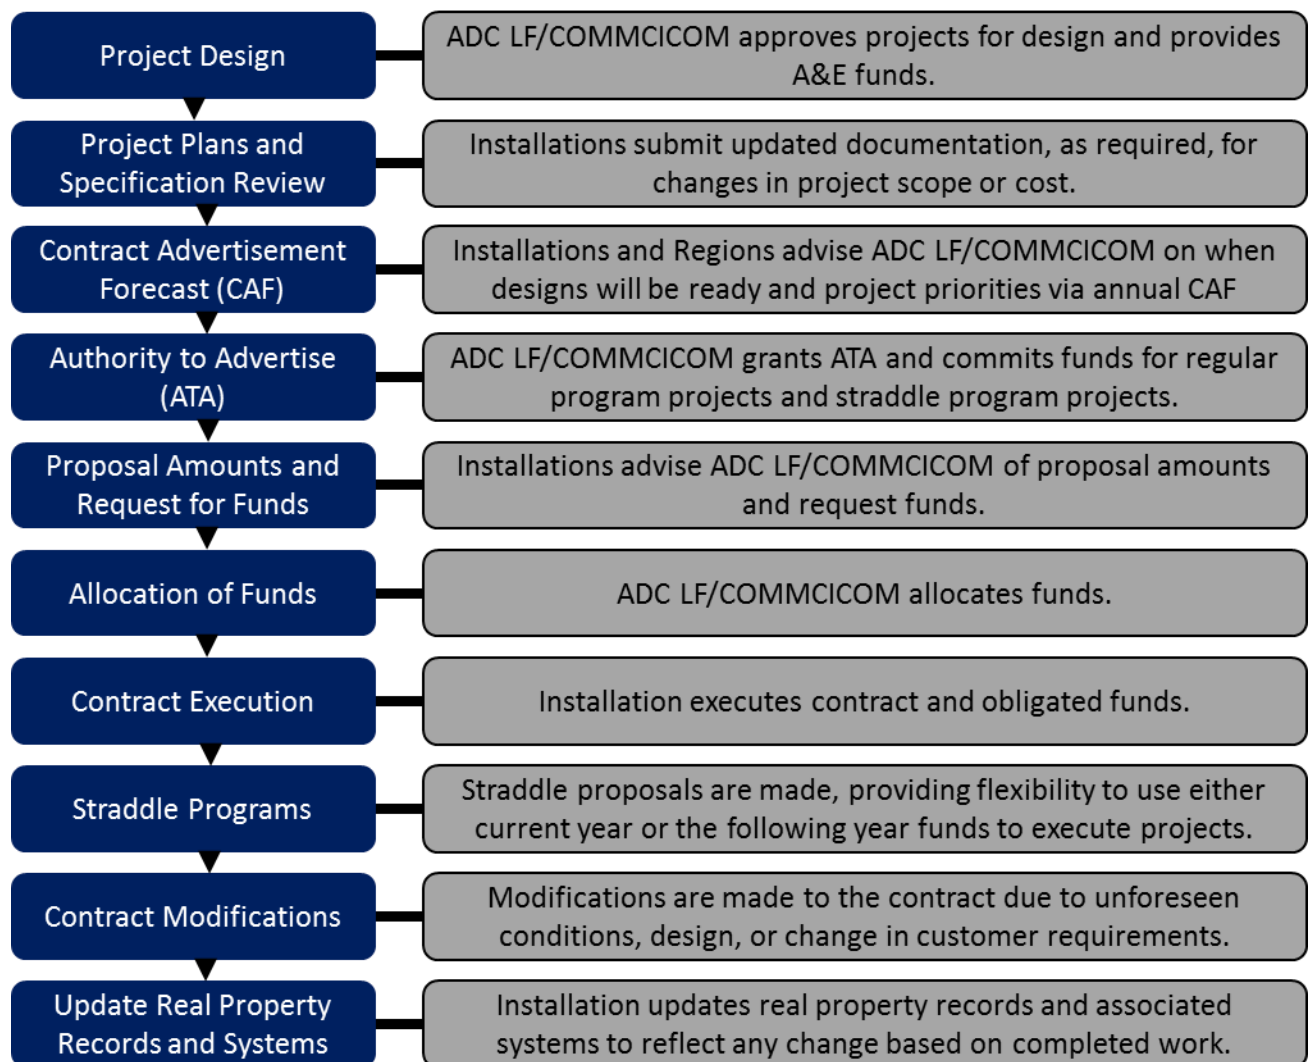 Project Design
ADC LF/COMMCICOM approves projects for design and provides
A&E funds.
Project Plans and
Specification Review
Installations submit updated documentation, as required, for
changes in project scope or cost.
Contract Advertisement
Forecast (CAF)
Installations and Regions advise ADC LF/COMMCICOM on when
designs will be ready and project priorities via annual CAF
Authority to Advertise
(ATA)
ADC LF/COMMCICOM grants ATA and commits funds for regular
program projects and straddle program projects.
Proposal Amounts and
Request for Funds
Installations advise ADC LF/COMMCICOM of proposal amounts
and request funds.
Allocation of Funds
ADC LF/COMMCICOM allocates funds.
Contract Execution
Installation executes contract and obligated funds.
Straddle Programs
Straddle proposals are made, providing flexibility to use either
current year or the following year funds to execute projects.
Contract Modifications
Modifications are made to the contract due to unforeseen
conditions, design, or change in customer requirements.
Update Real Property
Records and Systems
Installation updates real property records and associated
systems to reflect any change based on completed work.